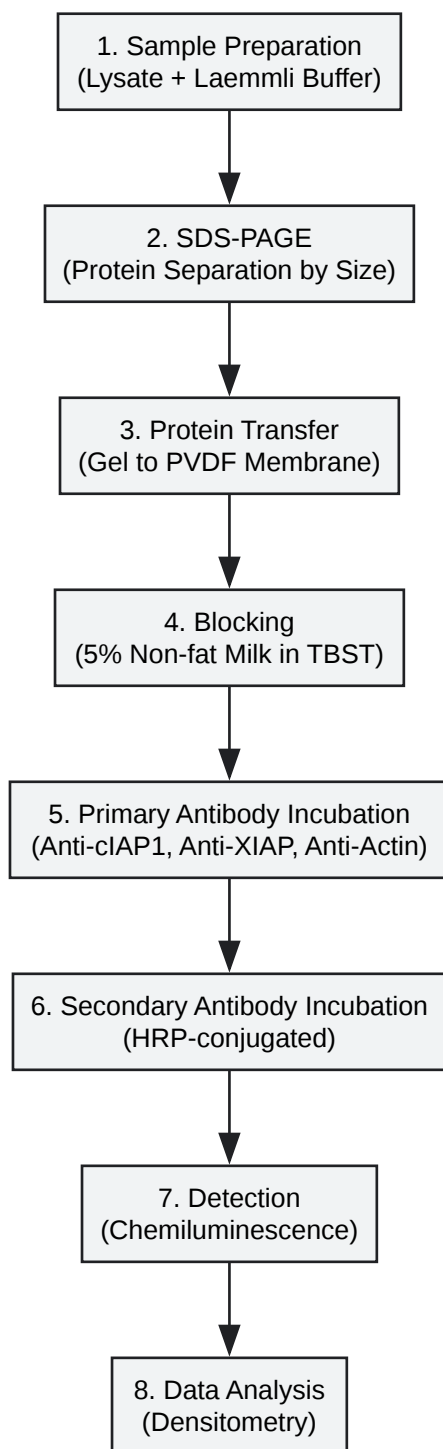 1. Sample Preparation
(Lysate + Laemmli Buffer)
2. SDS-PAGE
(Protein Separation by Size)
3. Protein Transfer
(Gel to PVDF Membrane)
4. Blocking
(5% Non-fat Milk in TBST)
5. Primary Antibody Incubation
(Anti-cIAP1, Anti-XIAP, Anti-Actin)
6. Secondary Antibody Incubation
(HRP-conjugated)
7. Detection
(Chemiluminescence)
8. Data Analysis
(Densitometry)